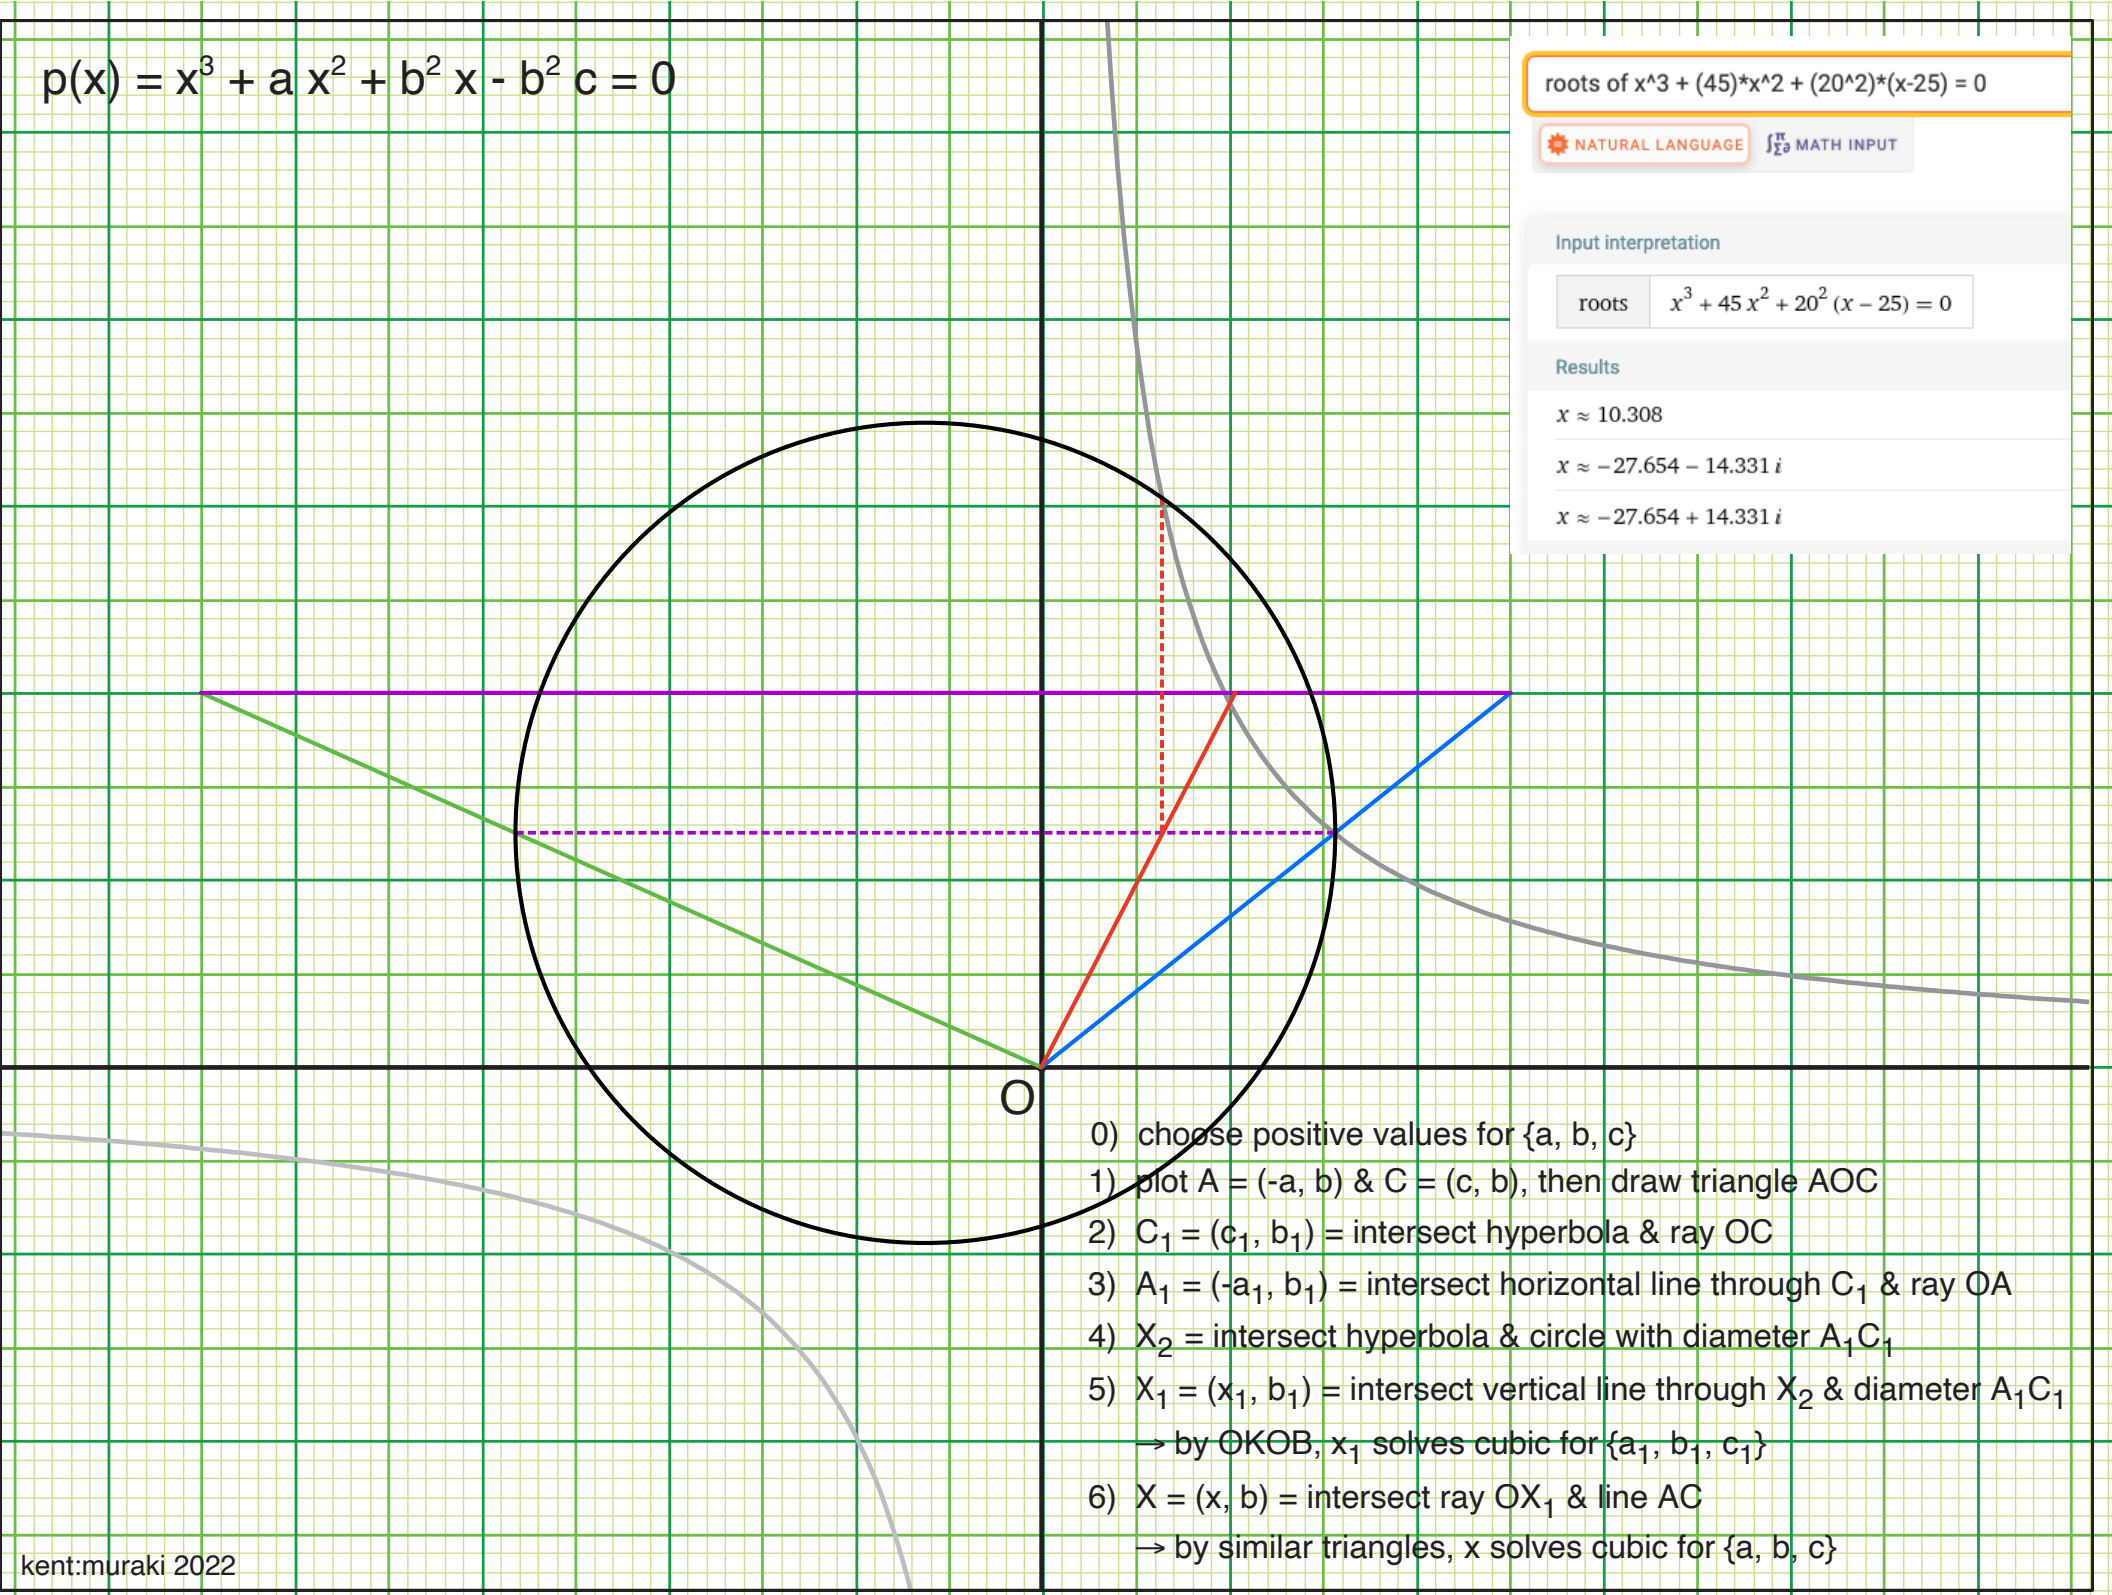 p(x) = x³ + a x² + b² x - b² c = 0
roots of x^3 + (45)*x^2 + (20^2)*(x-25) = 0
NATURAL LANGUAGE
∫π Σ∂ MATH INPUT
Input interpretation
roots x³ + 45 x² + 20² (x − 25) = 0
Results
x ≈ 10.308
x ≈ −27.654 − 14.331 i
x ≈ −27.654 + 14.331 i
O
0) choose positive values for {a, b, c}
1) plot A = (-a, b) & C = (c, b), then draw triangle AOC
2) C₁ = (c₁, b₁) = intersect hyperbola & ray OC
3) A₁ = (-a₁, b₁) = intersect horizontal line through C₁ & ray OA
4) X₂ = intersect hyperbola & circle with diameter A₁C₁
5) X₁ = (x₁, b₁) = intersect vertical line through X₂ & diameter A₁C₁
→ by OKOB, x₁ solves cubic for {a₁, b₁, c₁}
6) X = (x, b) = intersect ray OX₁ & line AC
→ by similar triangles, x solves cubic for {a, b, c}
kent:muraki 2022